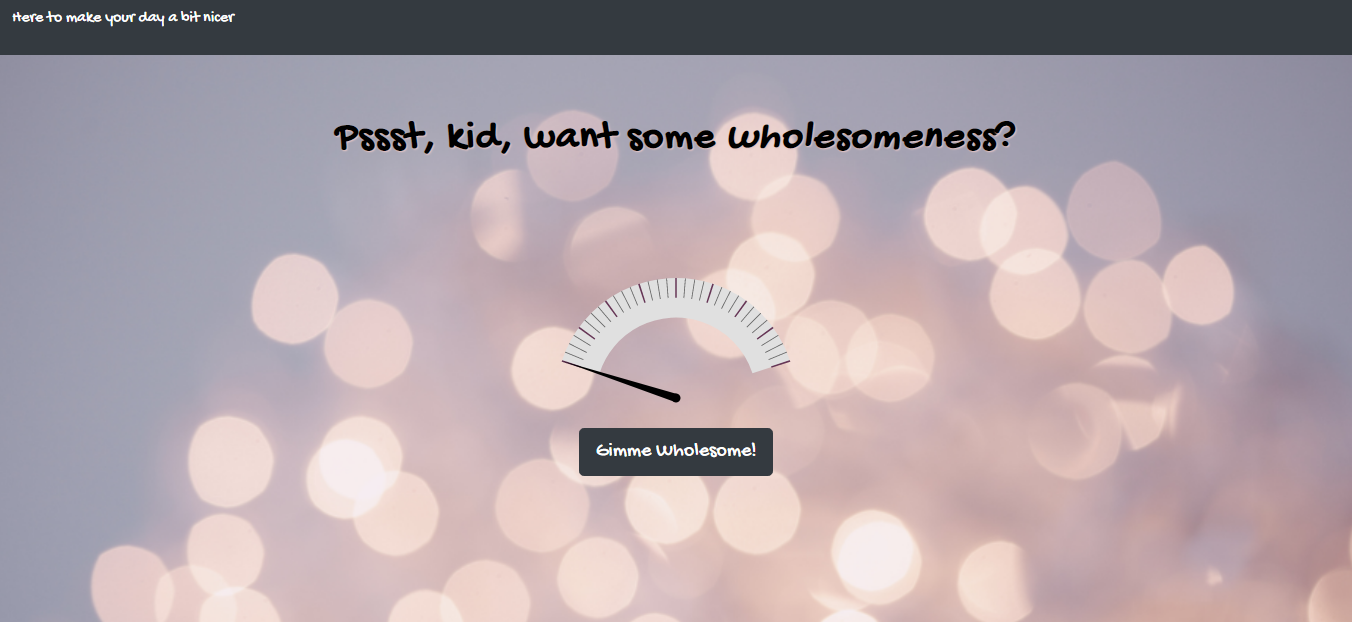 Here to make your day a bit nicer
Pssst, kid, want some wholesomeness?
Gimme Wholesome!